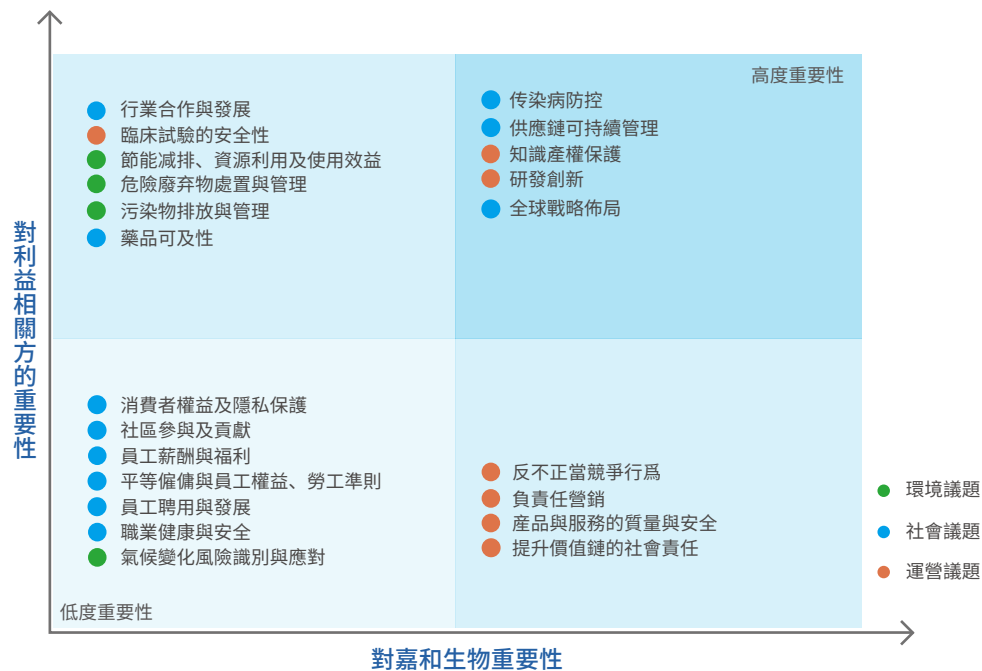 高度重要性
行業合作與發展
臨床試驗的安全性
節能减排、資源利用及使用效益
危險廢弃物處置與管理
污染物排放與管理
藥品可及性
传染病防控
供應鏈可持續管理
知識產權保護
研發創新
全球戰略佈局
對利益相關方的重要性
消費者權益及隱私保護
社區參與及貢獻
員工薪酬與福利
平等僱傭與員工權益、勞工準則
員工聘用與發展
職業健康與安全
氣候變化風險識別與應對
反不正當競爭行爲
負責任營銷
産品與服務的質量與安全
提升價值鏈的社會責任
環境議題
社會議題
運營議題
低度重要性
對嘉和生物重要性